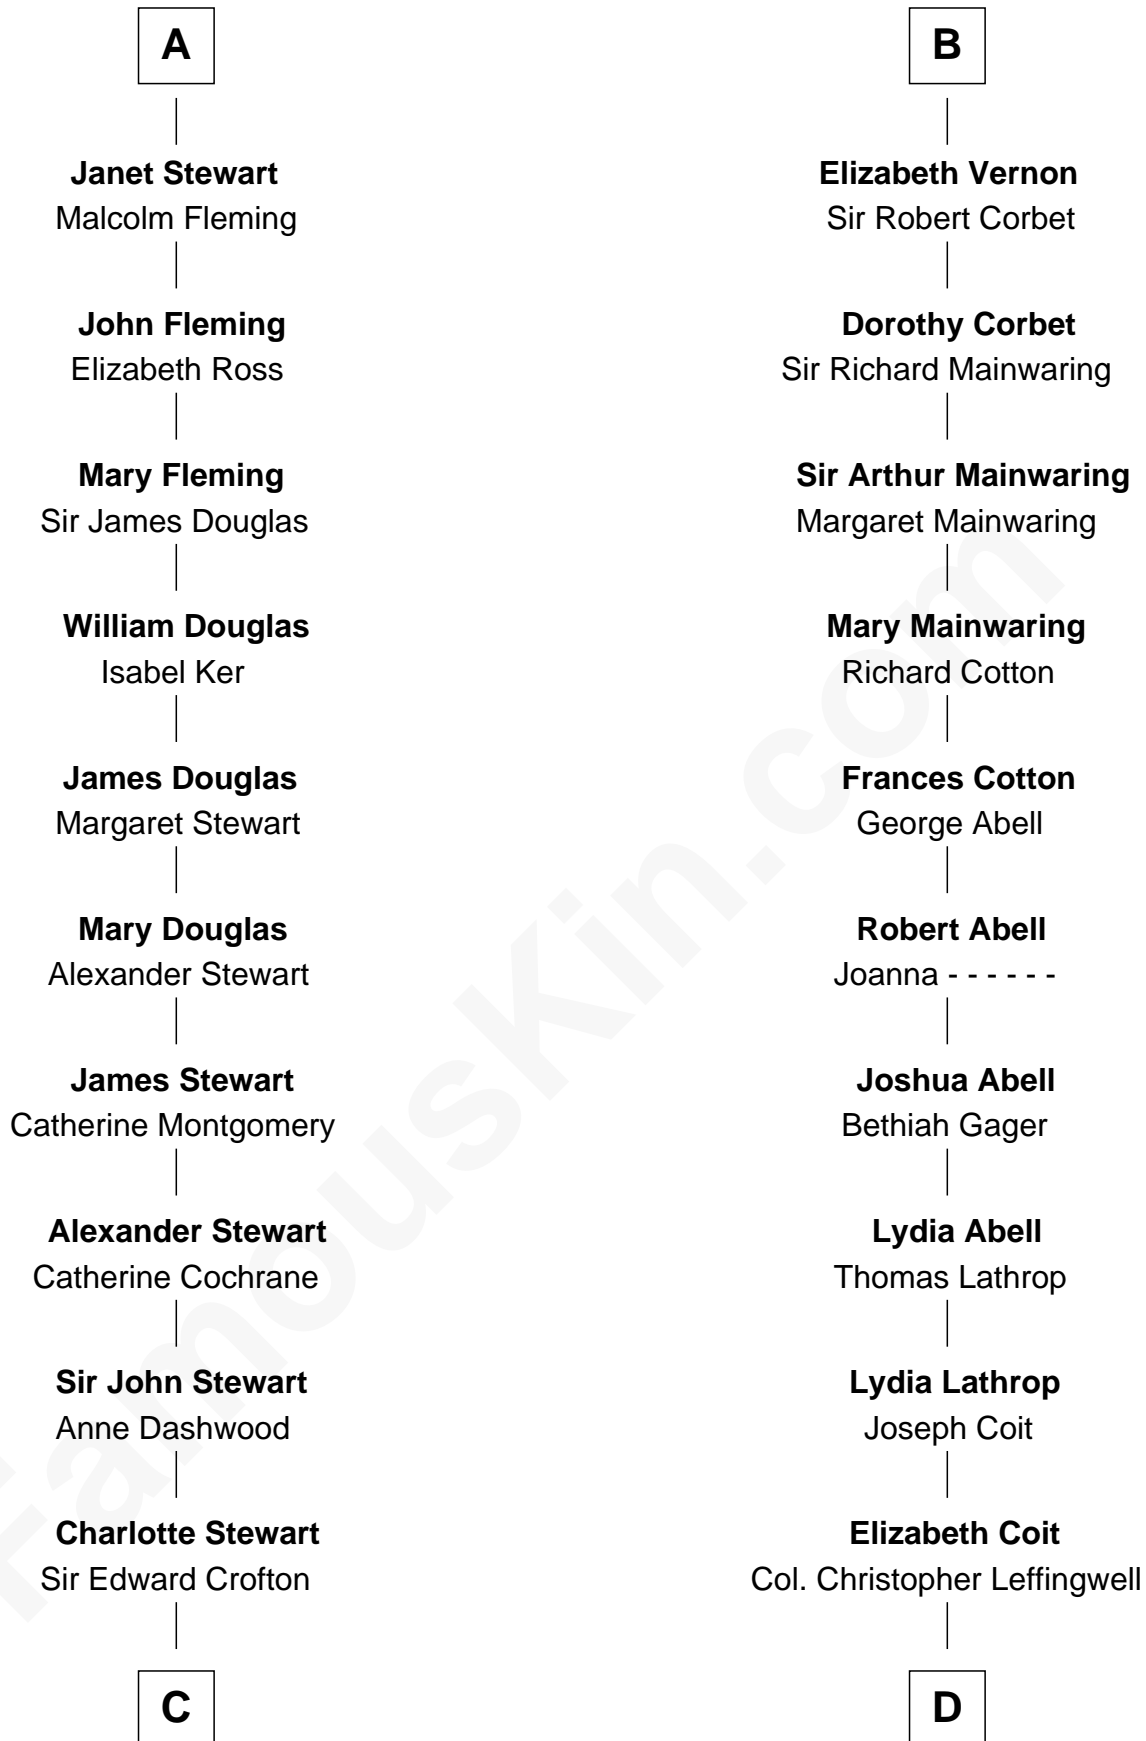 A
Janet Stewart
Malcolm Fleming
John Fleming
Elizabeth Ross
Mary Fleming
Sir James Douglas
William Douglas
Isabel Ker
James Douglas
Margaret Stewart
Mary Douglas
Alexander Stewart
James Stewart
Catherine Montgomery
Alexander Stewart
Catherine Cochrane
Sir John Stewart
Anne Dashwood
Charlotte Stewart
Sir Edward Crofton
C
B
Elizabeth Vernon
Sir Robert Corbet
Dorothy Corbet
Sir Richard Mainwaring
Sir Arthur Mainwaring
Margaret Mainwaring
Mary Mainwaring
Richard Cotton
Frances Cotton
George Abell
Robert Abell
Joanna - - - - - -
Joshua Abell
Bethiah Gager
Lydia Abell
Thomas Lathrop
Lydia Lathrop
Joseph Coit
Elizabeth Coit
Col. Christopher Leffingwell
D
FamousKin.com